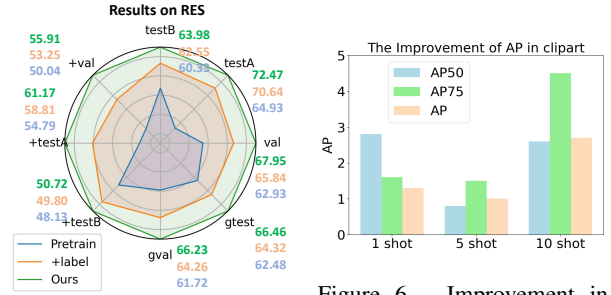 Results on RES
testB
63.98
62.55
60.33
testA
72.47
70.64
64.93
val
67.95
65.84
62.93
gtest
66.46
64.32
62.48
gval
66.23
64.26
61.72
+testB
50.72
49.80
48.13
+testA
61.17
58.81
54.79
+val
55.91
53.25
50.04
Pretrain
+label
Ours
The Improvement of AP in clipart
AP
5
4
3
2
1
0
AP50
AP75
AP
1 shot
5 shot
10 shot
Figure 6. Improvement in